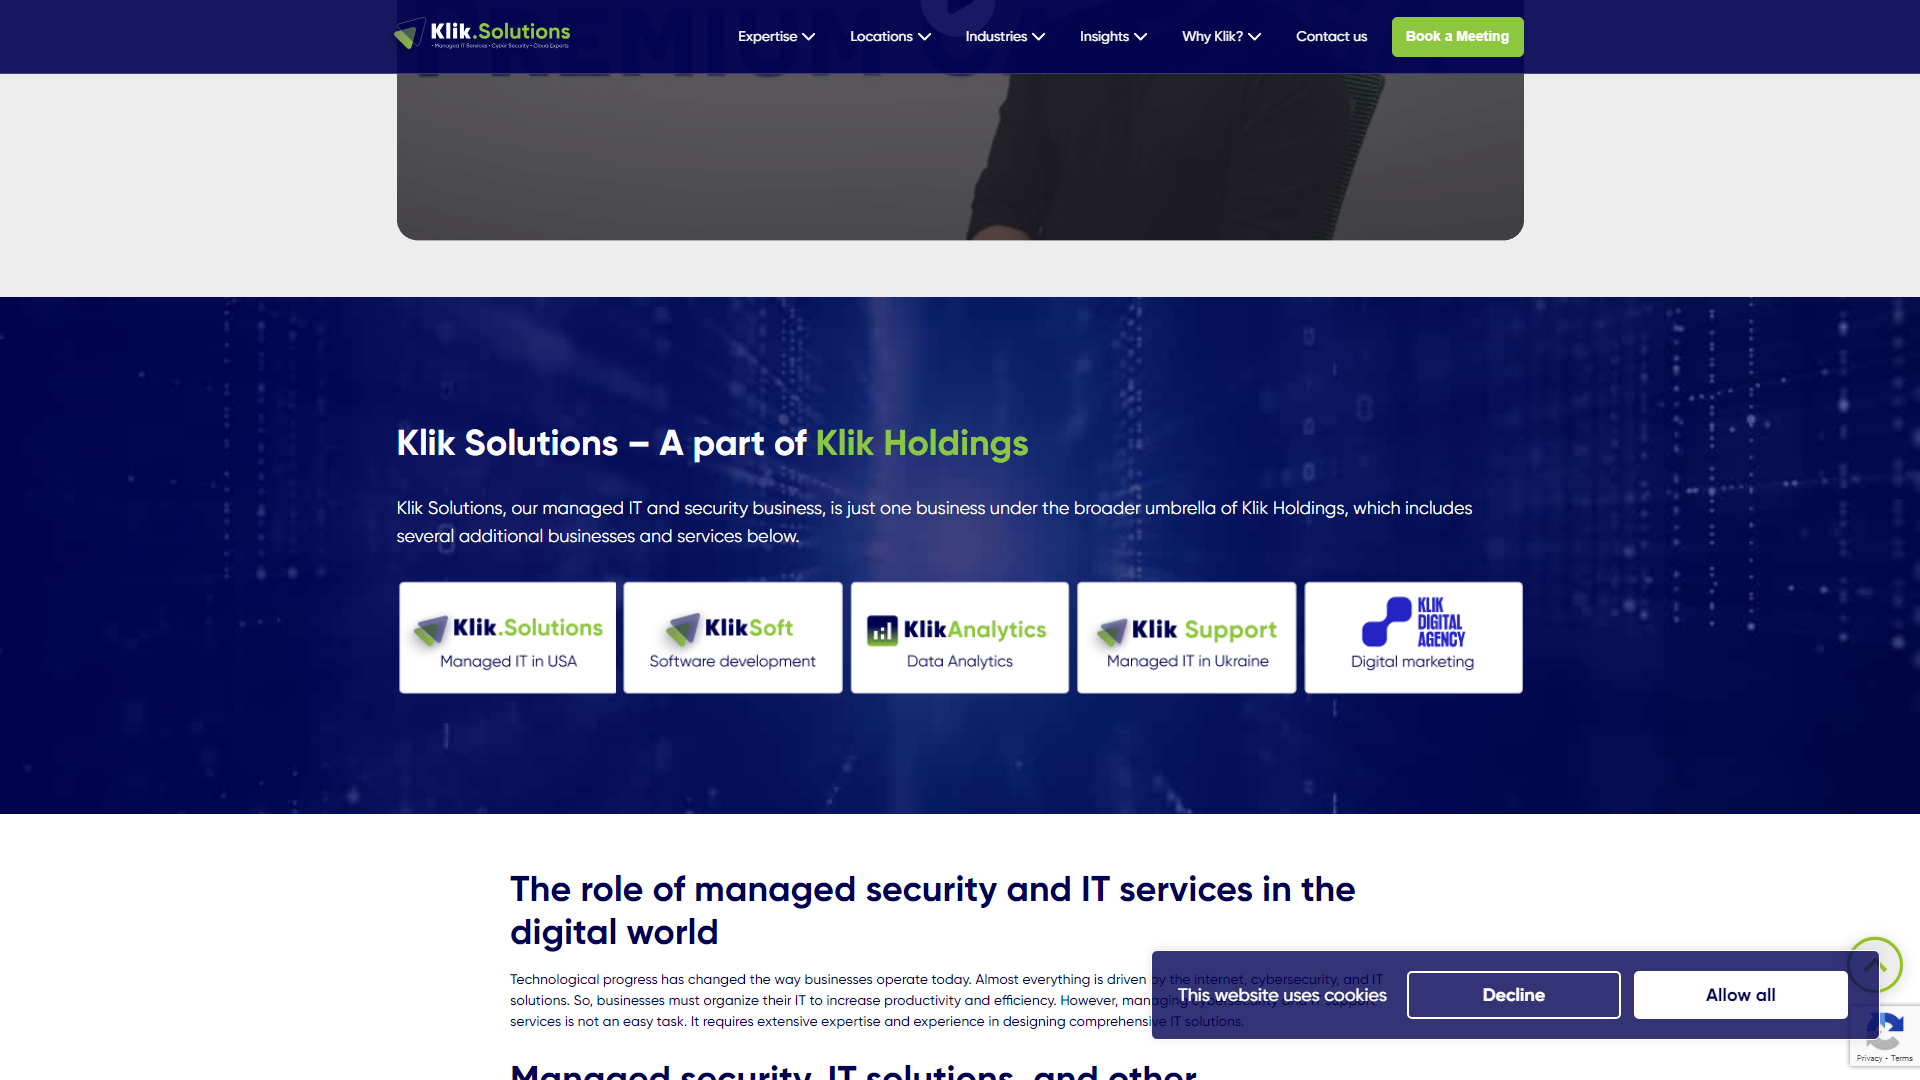 Klik.Solutions
• Managed IT Services • Cyber Security • Cloud Experts
Expertise
Locations
Industries
Insights
Why Klik?
Contact us
Book a Meeting
PREMIUM
Klik Solutions – A part of Klik Holdings
Klik Solutions, our managed IT and security business, is just one business under the broader umbrella of Klik Holdings, which includes
several additional businesses and services below.
Klik.Solutions
Managed IT in USA
KlikSoft
Software development
KlikAnalytics
Data Analytics
Klik Support
Managed IT in Ukraine
KLIK
DIGITAL
AGENCY
Digital marketing
The role of managed security and IT services in the
digital world
Technological progress has changed the way businesses operate today. Almost everything is driven by the internet, cybersecurity, and IT
solutions. So, businesses must organize their IT to increase productivity and efficiency. However, managing cybersecurity and IT support
services is not an easy task. It requires extensive expertise and experience in designing comprehensive IT solutions.
This website uses cookies
Decline
Allow all
Privacy - Terms
Managed security, IT solutions, and other